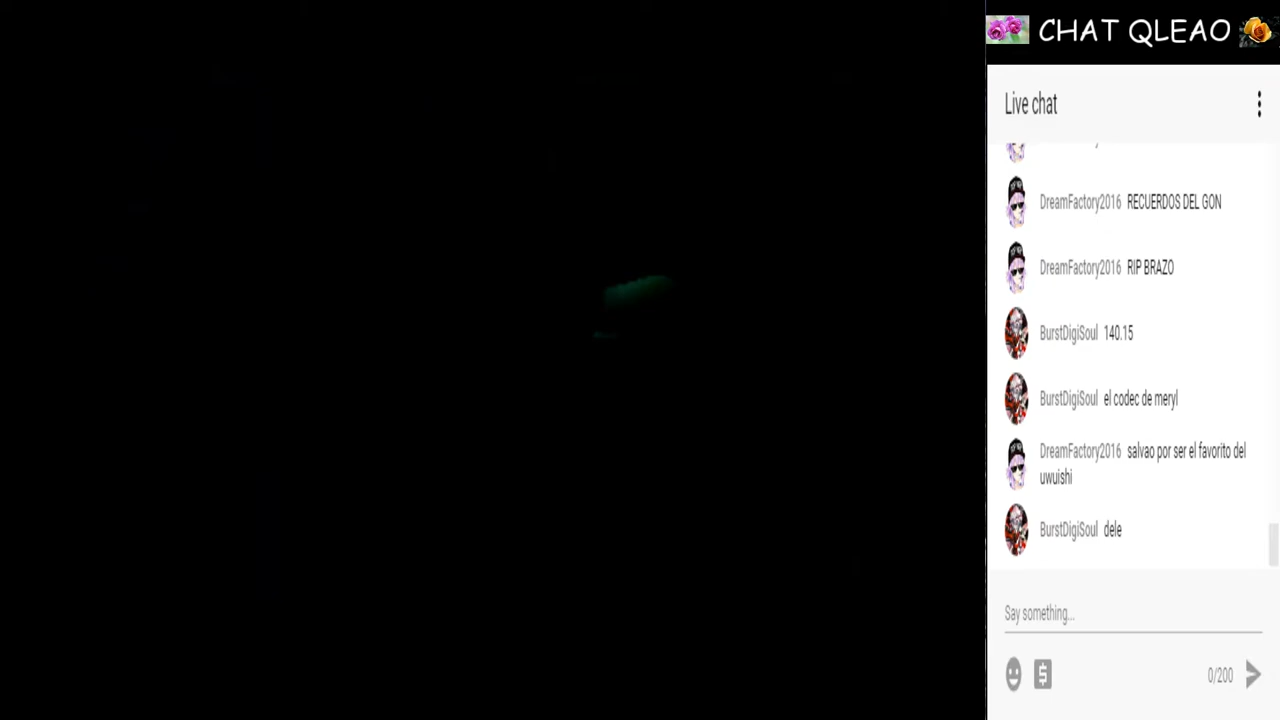 CHAT QLEAO
Live chat
DreamFactory2016 RECUERDOS DEL GON
DreamFactory2016 RIP BRAZO
BurstDigiSoul 140.15
BurstDigiSoul el codec de meryl
DreamFactory2016 salvao por ser el favorito del
uwuishi
BurstDigiSoul dele
Say something...
0/200